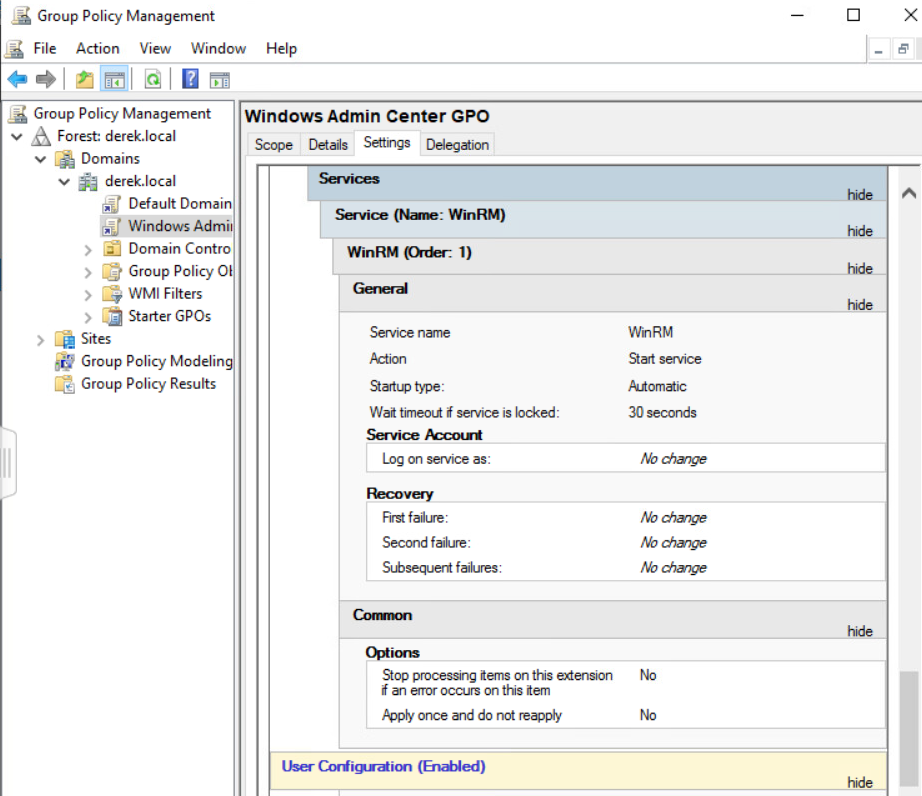 Group Policy Management
File Action View Window Help
Group Policy Management
Forest: derek.local
Domains
derek.local
Default Domain
Windows Admi
Domain Contro
Group Policy Ob
WMI Filters
Starter GPOs
Sites
Group Policy Modeling
Group Policy Results
Windows Admin Center GPO
Scope Details Settings Delegation
Services
hide
Service (Name: WinRM)
hide
WinRM (Order: 1)
hide
General
hide
Service name WinRM
Action Start service
Startup type: Automatic
Wait timeout if service is locked: 30 seconds
Service Account
Log on service as: No change
Recovery
First failure: No change
Second failure: No change
Subsequent failures: No change
Common
hide
Options
Stop processing items on this extension No
if an error occurs on this item
Apply once and do not reapply No
User Configuration (Enabled)
hide